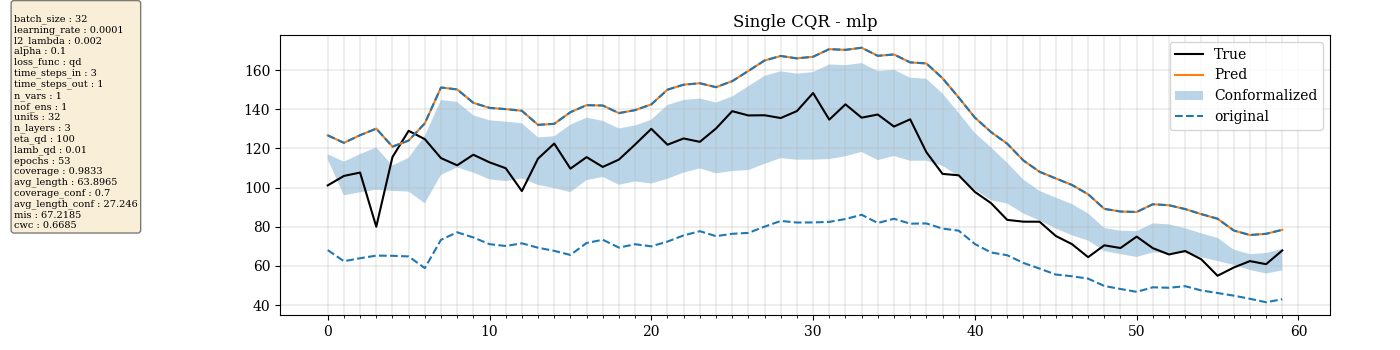 batch_size : 32
learning_rate : 0.0001
l2_lambda : 0.002
alpha : 0.1
loss_func : qd
time_steps_in : 3
time_steps_out : 1
n_vars : 1
nof_ens : 1
units : 32
n_layers : 3
eta_qd : 100
lamb_qd : 0.01
epochs : 53
coverage : 0.9833
avg_length : 63.8965
coverage_conf : 0.7
avg_length_conf : 27.246
mis : 67.2185
cwc : 0.6685
Single CQR - mlp
160
140
120
100
80
60
40
0 10 20 30 40 50 60
True
Pred
Conformalized
original